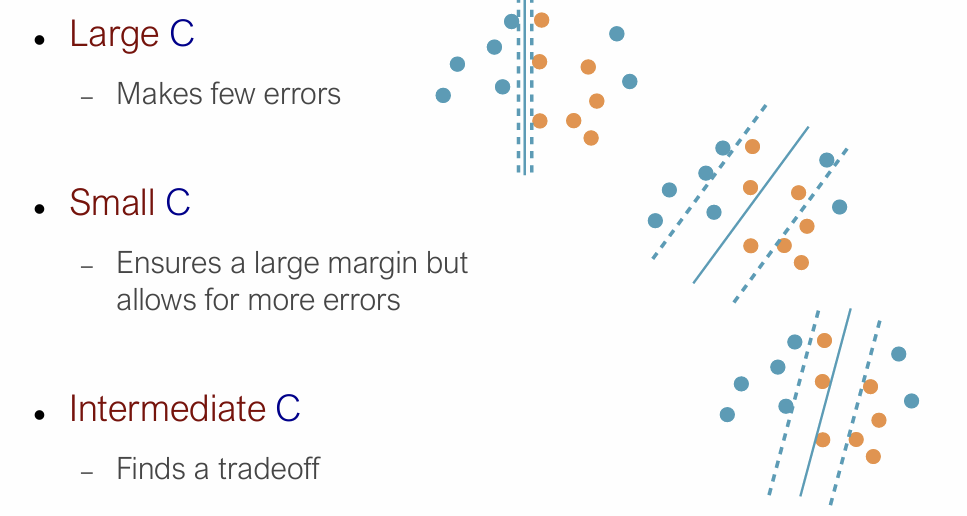 • Large C
– Makes few errors
• Small C
– Ensures a large margin but
allows for more errors
• Intermediate C
– Finds a tradeoff